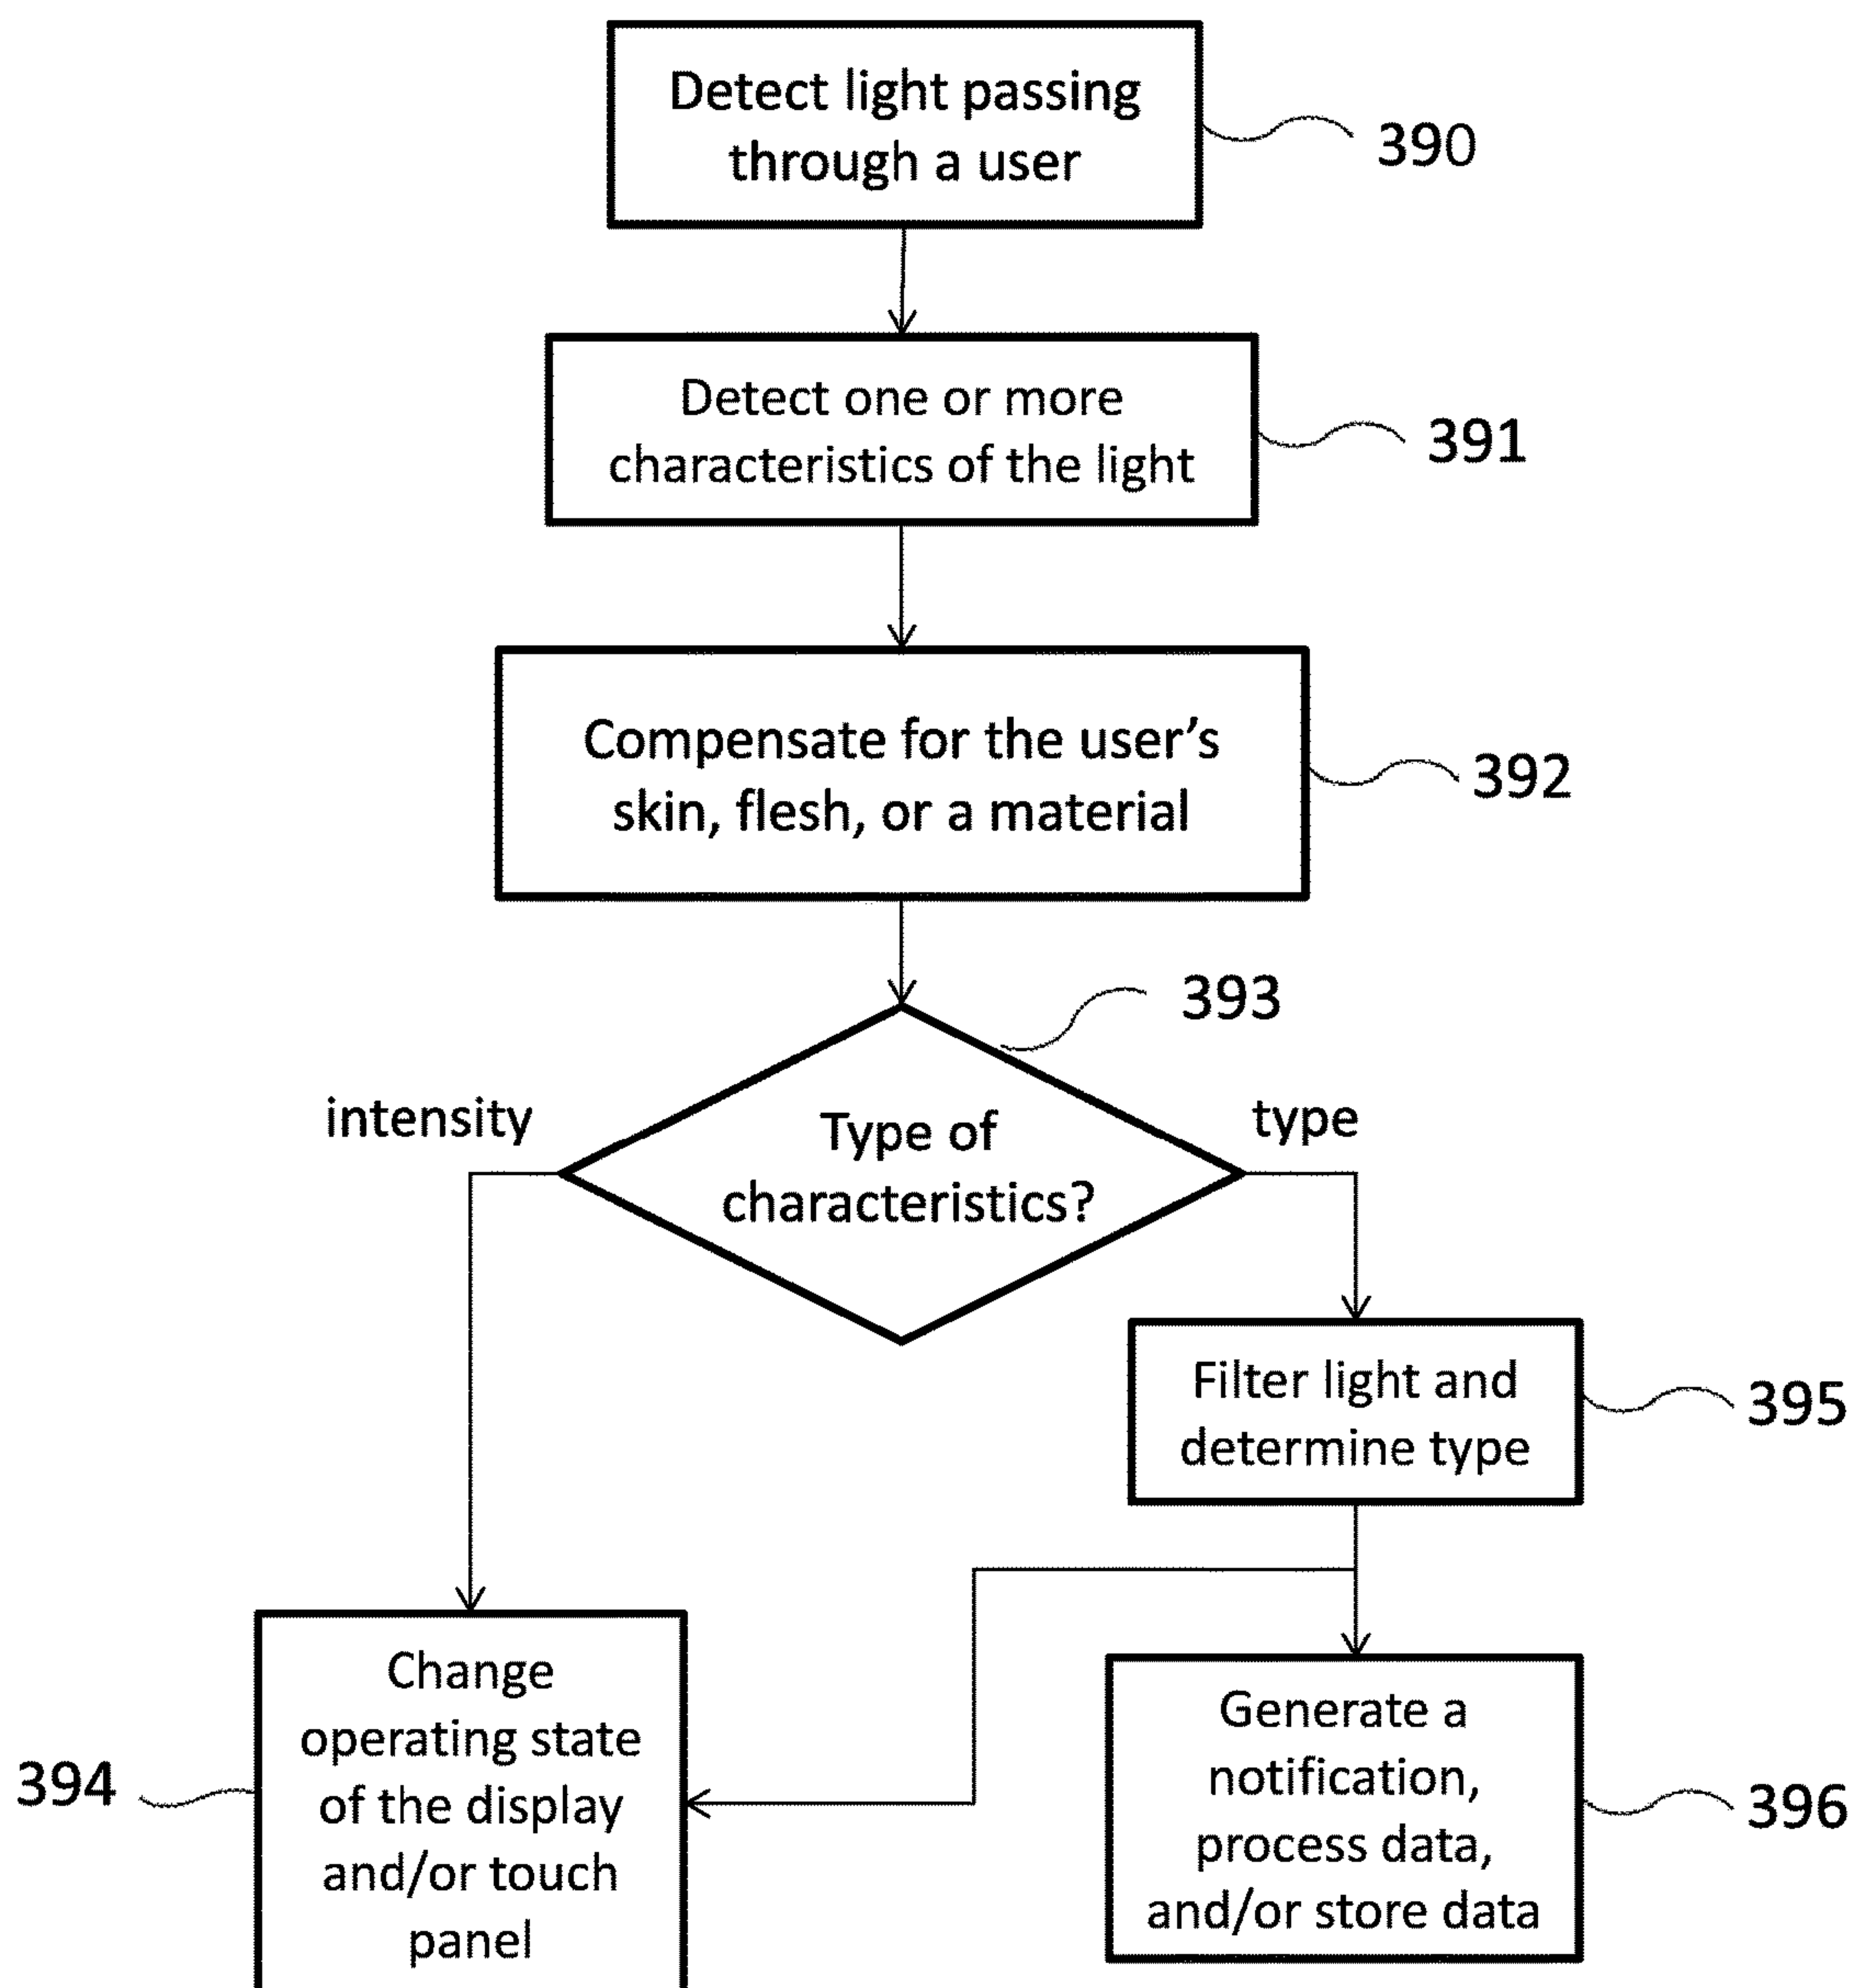 Detect light passing
through a user
390
Detect one or more
characteristics of the light
391
Compensate for the user's
skin, flesh, or a material
392
393
intensity
Type of
characteristics?
type
Filter light and
determine type
395
Change
operating state
of the display
and/or touch
panel
394
Generate a
notification,
process data,
and/or store data
396